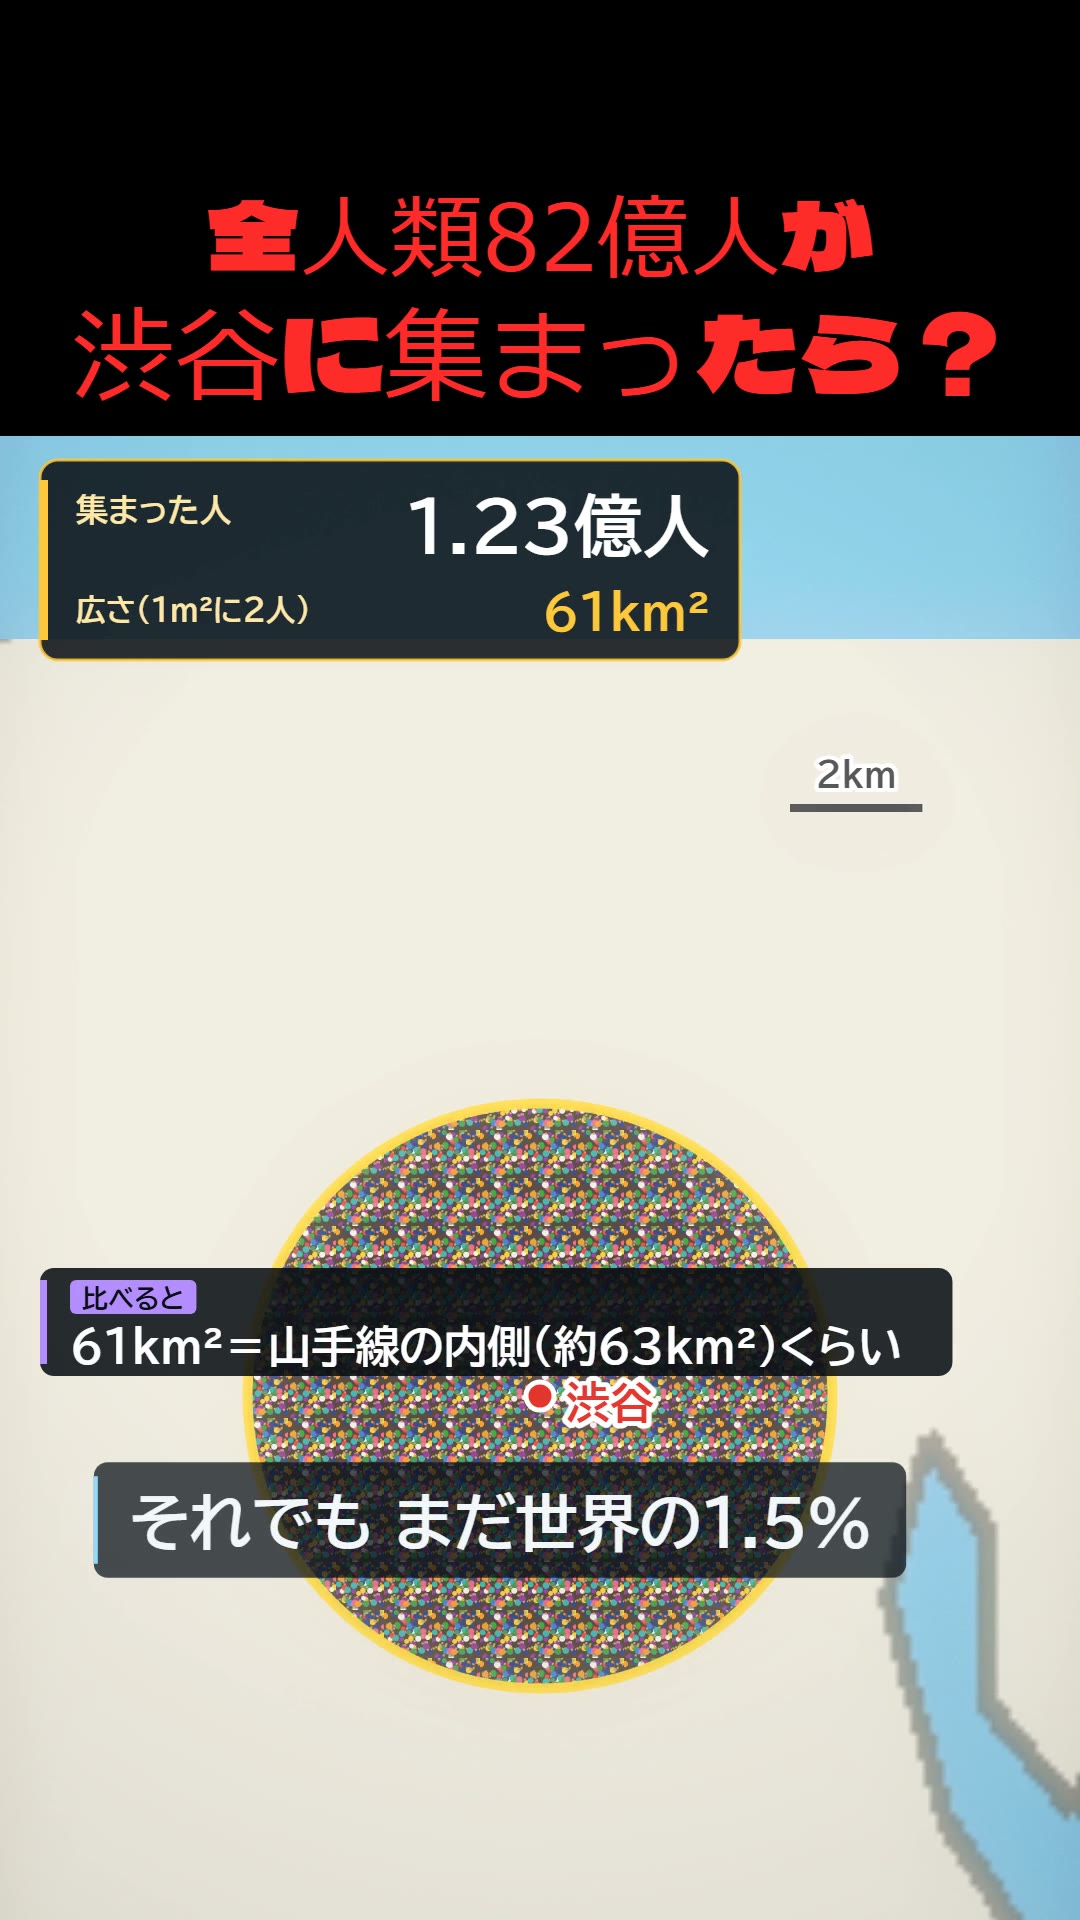 全人類82億人が
渋谷に集まったら？
集まった人
1.23億人
広さ（1m²に2人）
61km²
2km
比べると
61km²＝山手線の内側（約63km²）くらい
渋谷
それでも まだ世界の1.5%